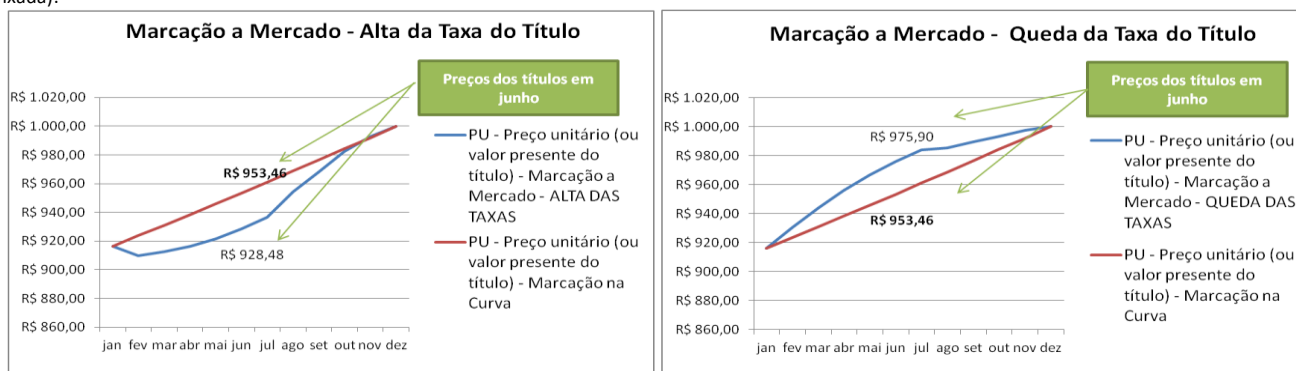 ixada).
Marcação a Mercado - Alta da Taxa do Título
Preços dos títulos em
junho
R$ 1.020,00
R$ 1.000,00
R$ 980,00
R$ 960,00
R$ 940,00
R$ 920,00
R$ 900,00
R$ 880,00
R$ 860,00
R$ 953,46
R$ 928,48
jan fev mar abr mai jun jul ago set out nov dez
PU - Preço unitário (ou
valor presente do
título) - Marcação a
Mercado - ALTA DAS
TAXAS
PU - Preço unitário (ou
valor presente do
título) - Marcação na
Curva
Marcação a Mercado - Queda da Taxa do Título
Preços dos títulos em
junho
R$ 1.020,00
R$ 1.000,00
R$ 980,00
R$ 960,00
R$ 940,00
R$ 920,00
R$ 900,00
R$ 880,00
R$ 860,00
R$ 975,90
R$ 953,46
jan fev mar abr mai jun jul ago set out nov dez
PU - Preço unitário (ou
valor presente do
título) - Marcação a
Mercado - QUEDA DAS
TAXAS
PU - Preço unitário (ou
valor presente do
título) - Marcação na
Curva